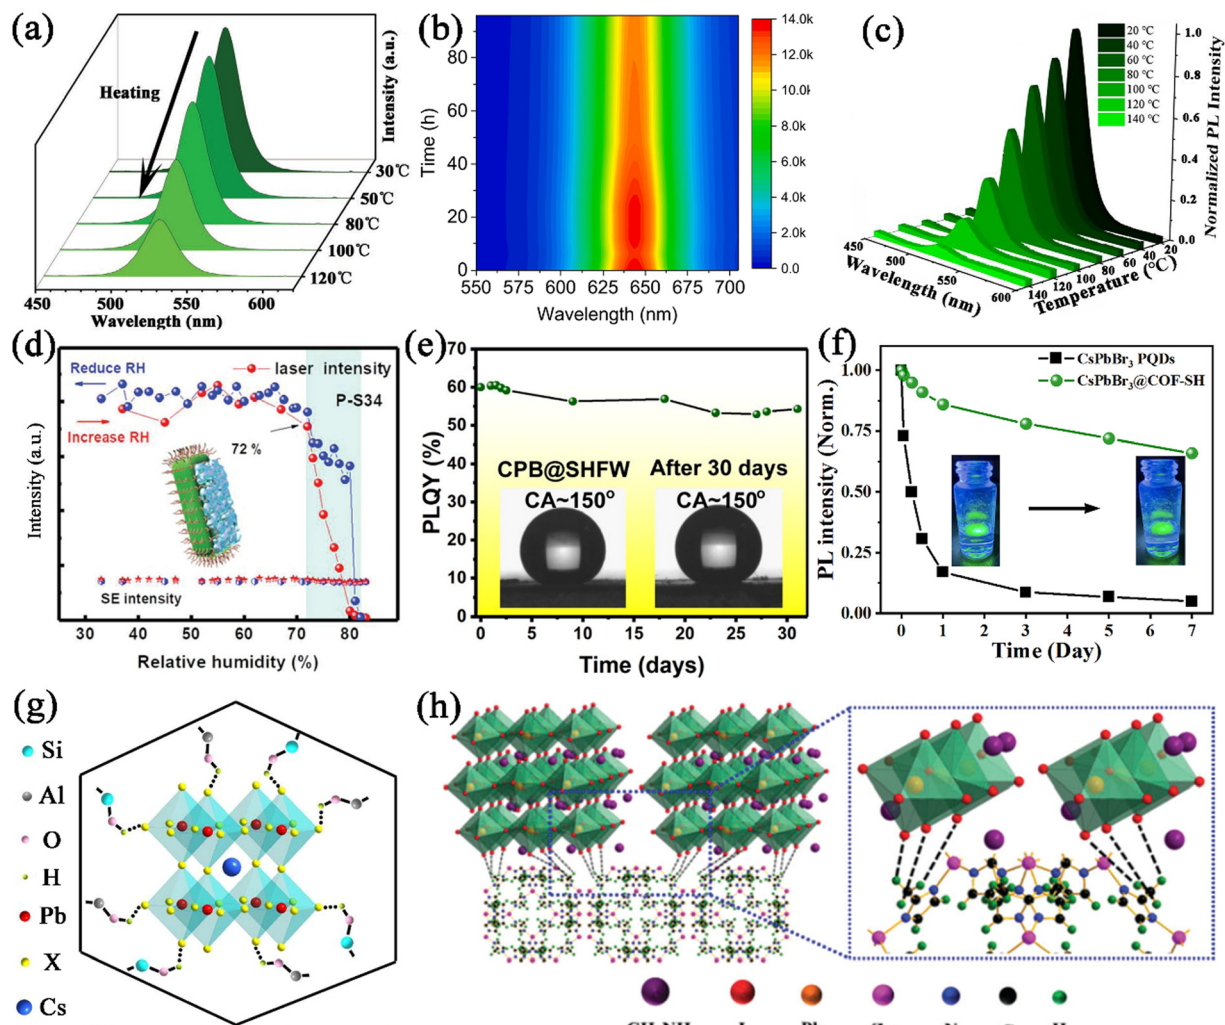 (a)
Heating
Intensity (a.u.)
30℃
50℃
80℃
100℃
120℃
450 500 550 600
Wavelength (nm)
(b)
Time (h)
80
60
40
20
0
550 575 600 625 650 675 700
Wavelength (nm)
14.0k
12.0k
10.0k
8.0k
6.0k
4.0k
2.0k
0.0
(c)
20 ℃
40 ℃
60 ℃
80 ℃
100 ℃
120 ℃
140 ℃
1.0
0.8
0.6
0.4
0.2
0.0
Normalized PL Intensity
450
500
550
600
Wavelength (nm)
140 120 100 80 60 40 20
Temperature (℃)
(d)
Reduce RH
laser intensity
P-S34
Increase RH
72 %
SE intensity
Intensity (a.u.)
30 40 50 60 70 80 90
Relative humidity (%)
(e)
70
60
50
40
30
20
10
0
PLQY (%)
CPB@SHFW
CA~150°
After 30 days
CA~150°
0 5 10 15 20 25 30
Time (days)
(f)
CsPbBr₃ PQDs
CsPbBr₃@COF-SH
1.00
0.75
0.50
0.25
0.00
PL intensity (Norm.)
0 1 2 3 4 5 6 7
Time (Day)
(g)
Si
Al
O
H
Pb
X
Cs
(h)